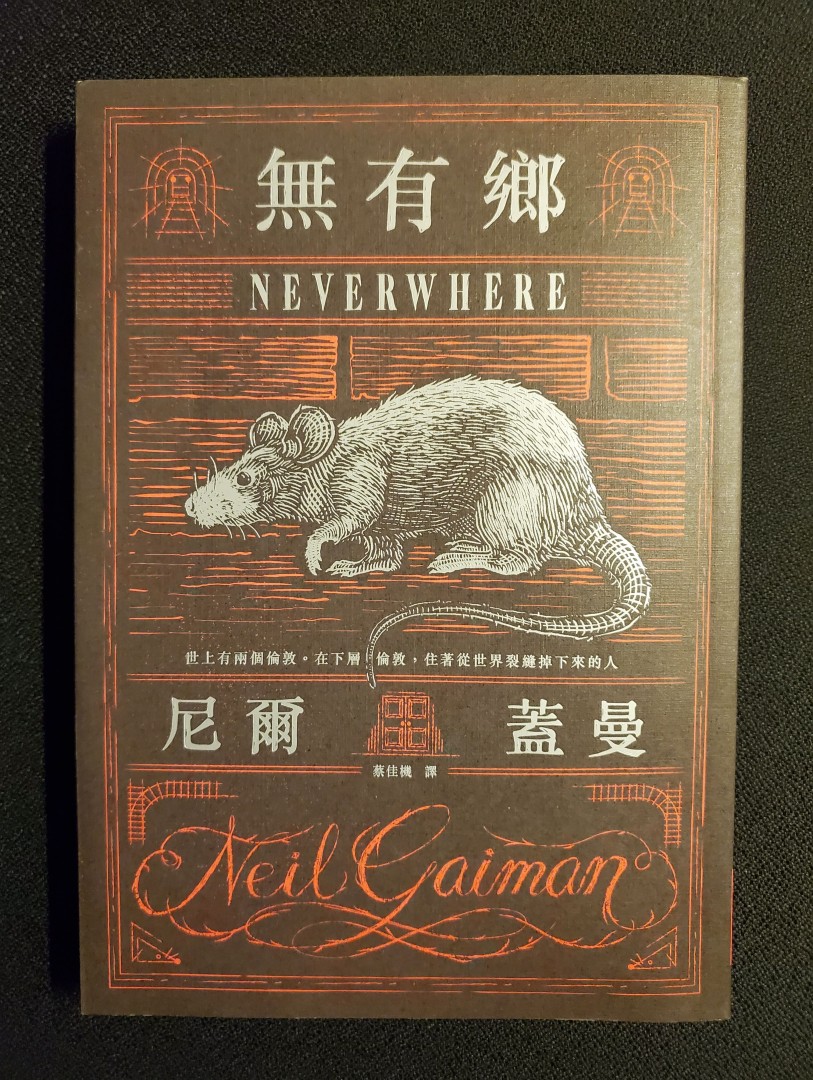 無有鄉
NEVERWHERE
世上有兩個倫敦。在下層倫敦，住著從世界裂縫掉下來的人
尼爾 蓋曼
蔡佳機 譯
Neil Gaiman